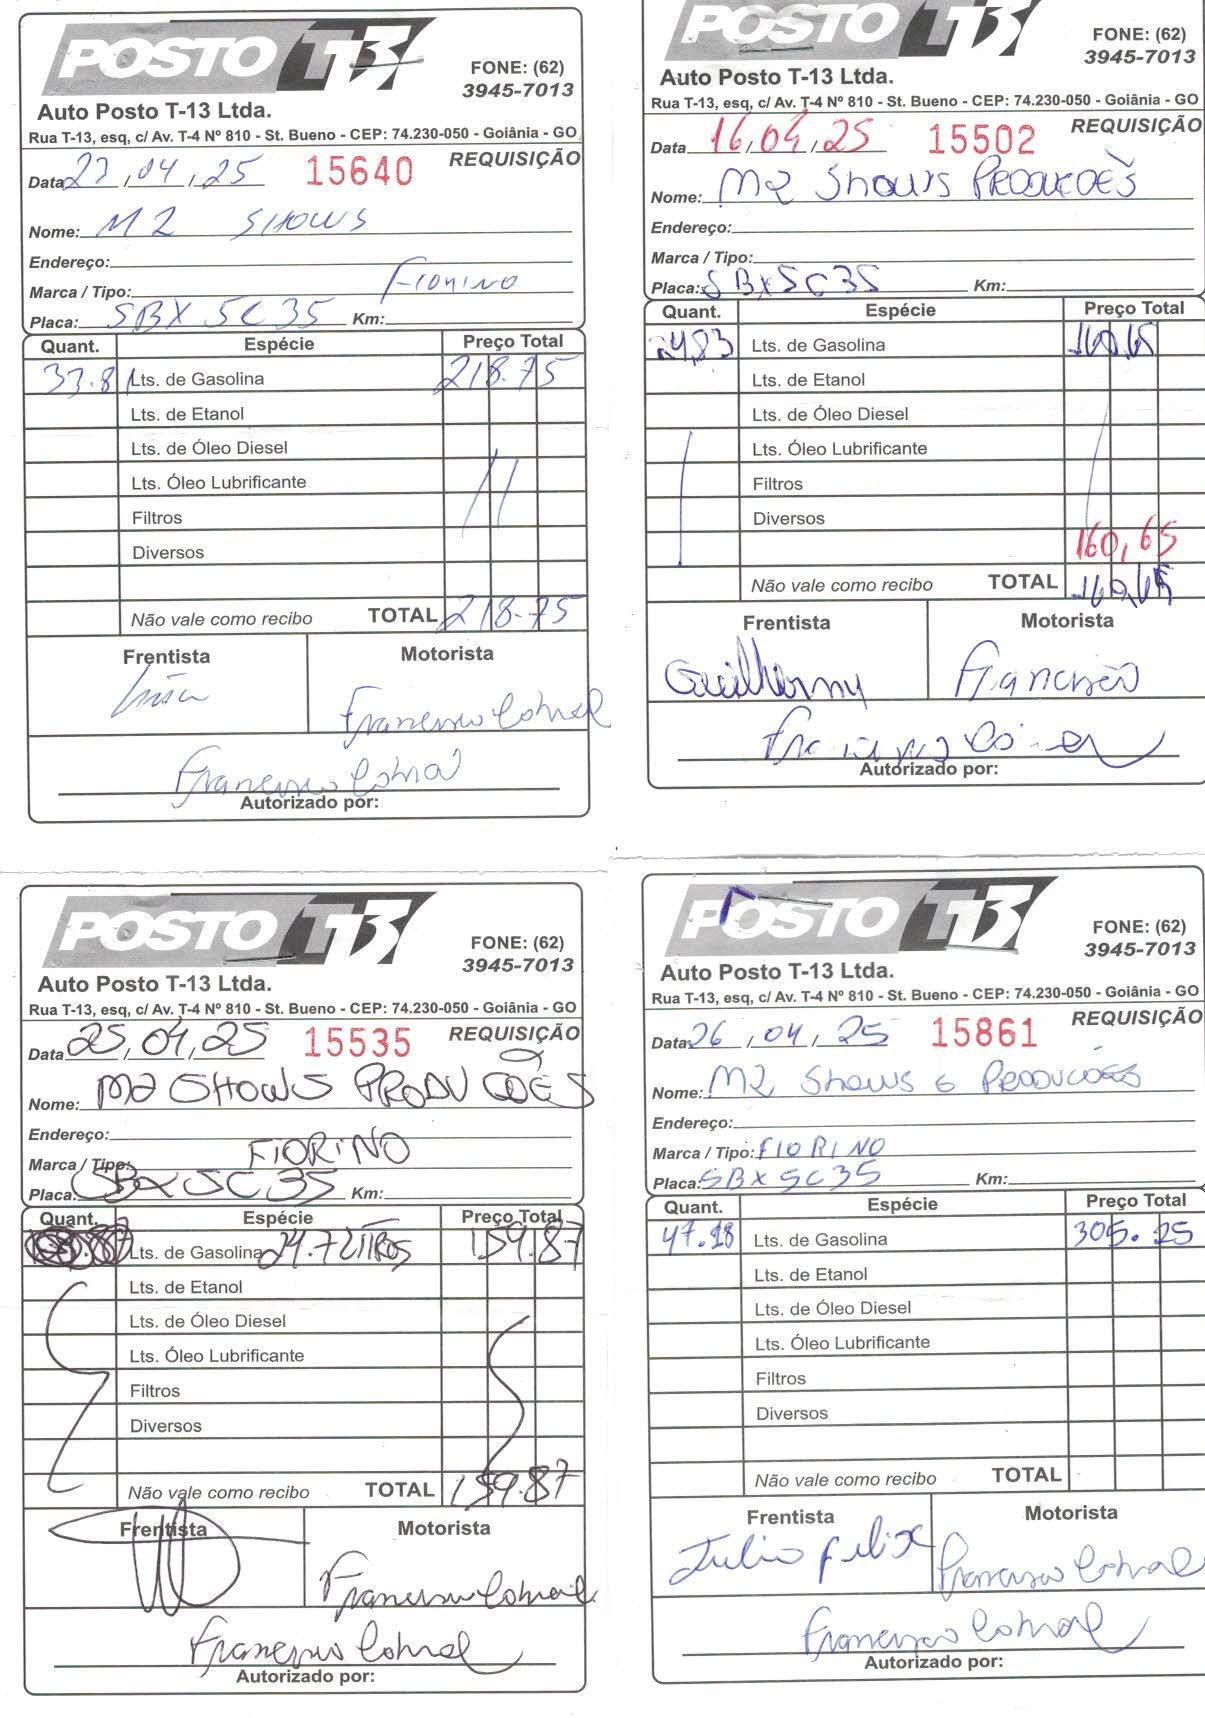 POSTO T13
FONE: (62)
3945-7013
Auto Posto T-13 Ltda.
Rua T-13, esq, c/ Av. T-4 Nº 810 - St. Bueno - CEP: 74.230-050 - Goiânia - GO
REQUISIÇÃO
Data 22,04,25 15640
Nome: M2 SHOWS
Endereço:
Marca / Tipo: Fiorino
Placa: SBX 5C35 Km:
Quant. Espécie Preço Total
33.81 Lts. de Gasolina 218.75
Lts. de Etanol
Lts. de Óleo Diesel
Lts. Óleo Lubrificante
Filtros
Diversos
Não vale como recibo TOTAL 218-75
Frentista Motorista
Francisco Cabral
Francisco Cabral
Autorizado por:
POSTO T13
FONE: (62)
3945-7013
Auto Posto T-13 Ltda.
Rua T-13, esq, c/ Av. T-4 Nº 810 - St. Bueno - CEP: 74.230-050 - Goiânia - GO
REQUISIÇÃO
Data 16/04/25 15502
Nome: M2 Shows PRODUCOES
Endereço:
Marca / Tipo:
Placa: SBX5C35 Km:
Quant. Espécie Preço Total
24,83 Lts. de Gasolina 160,65
Lts. de Etanol
Lts. de Óleo Diesel
Lts. Óleo Lubrificante
Filtros
Diversos
160,65
Não vale como recibo TOTAL 160,65
Frentista Motorista
Guilhermy Francisco
Autorizado por:
POSTO T13
FONE: (62)
3945-7013
Auto Posto T-13 Ltda.
Rua T-13, esq, c/ Av. T-4 Nº 810 - St. Bueno - CEP: 74.230-050 - Goiânia - GO
REQUISIÇÃO
Data 25,04,25 15535
Nome: M2 SHOWS PRODUÇÕES
Endereço:
Marca / Tipo: FIORINO
Placa: SBX5C35 Km:
Quant. Espécie Preço Total
Lts. de Gasolina 24.7 LITROS 159.87
Lts. de Etanol
Lts. de Óleo Diesel
Lts. Óleo Lubrificante
Filtros
Diversos
Não vale como recibo TOTAL 159.87
Frentista Motorista
Francisco Cabral
Francisco Cabral
Autorizado por:
POSTO T13
FONE: (62)
3945-7013
Auto Posto T-13 Ltda.
Rua T-13, esq, c/ Av. T-4 Nº 810 - St. Bueno - CEP: 74.230-050 - Goiânia - GO
REQUISIÇÃO
Data 26/04/25 15861
Nome: M2 Shows e PRODUCOES
Endereço:
Marca / Tipo: FIORINO
Placa: SBX5C35 Km:
Quant. Espécie Preço Total
47.18 Lts. de Gasolina 305.25
Lts. de Etanol
Lts. de Óleo Diesel
Lts. Óleo Lubrificante
Filtros
Diversos
Não vale como recibo TOTAL
Frentista Motorista
Julio Felix Francisco Cabral
Francisco Cabral
Autorizado por: